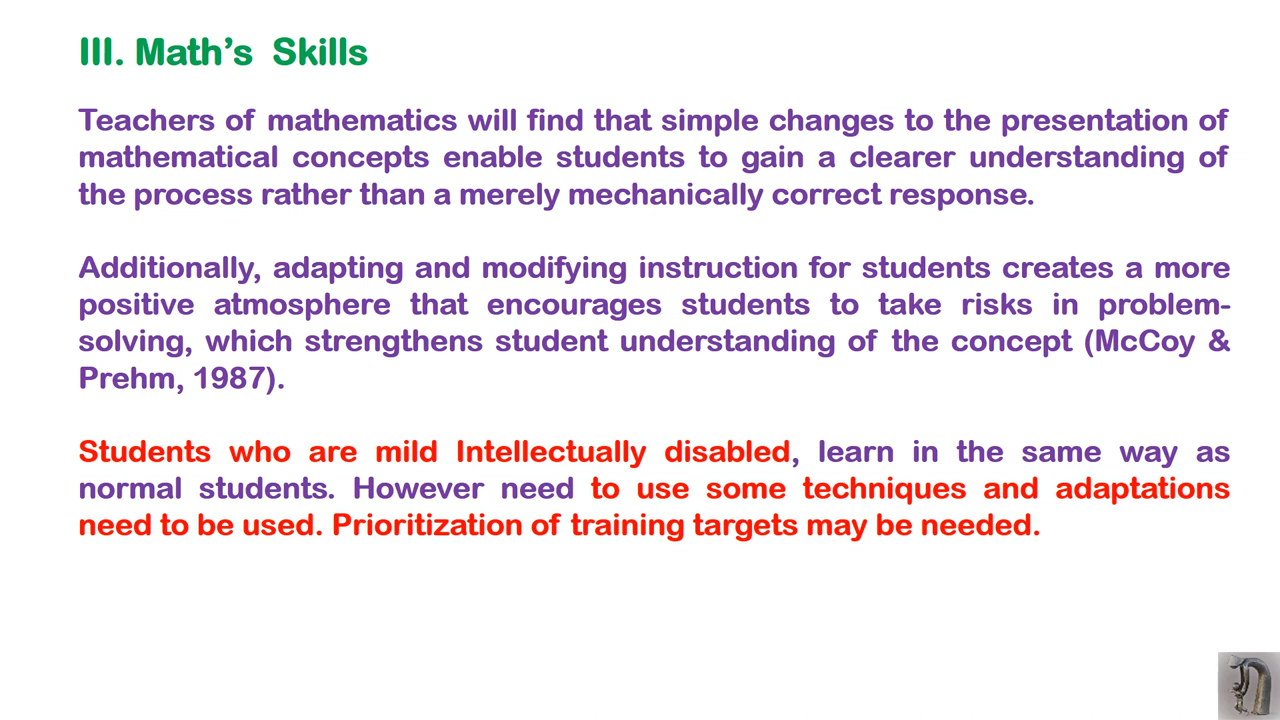 III. Math’s  Skills
Teachers of mathematics will find that simple changes to the presentation of
mathematical concepts enable students to gain a clearer understanding of
the process rather than a merely mechanically correct response.
Additionally, adapting and modifying instruction for students creates a more
positive atmosphere that encourages students to take risks in problem-
solving, which strengthens student understanding of the concept (McCoy &
Prehm, 1987).
Students who are mild Intellectually disabled, learn in the same way as
normal students. However need to use some techniques and adaptations
need to be used. Prioritization of training targets may be needed.